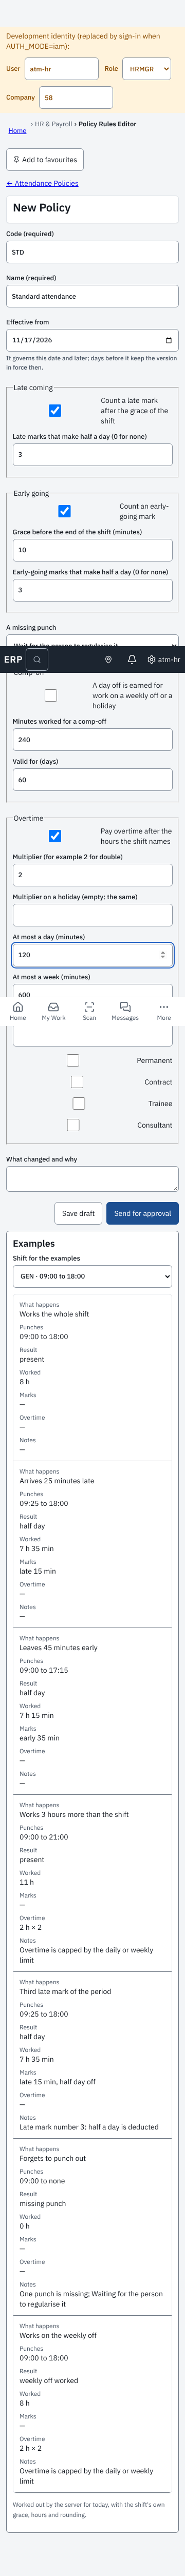 Development identity (replaced by sign-in when
AUTH_MODE=iam):
User atm-hr Role HRMGR
Company 58
Home › HR & Payroll › Policy Rules Editor
Add to favourites
← Attendance Policies
New Policy
Code (required)
STD
Name (required)
Standard attendance
Effective from
11/17/2026
It governs this date and later; days before it keep the version
in force then.
Late coming
Count a late mark
after the grace of the
shift
Late marks that make half a day (0 for none)
3
Early going
Count an early-
going mark
Grace before the end of the shift (minutes)
10
Early-going marks that make half a day (0 for none)
3
A missing punch
Wait for the person to regularise it
ERP
atm-hr
Comp-off
A day off is earned for
work on a weekly off or a
holiday
Minutes worked for a comp-off
240
Valid for (days)
60
Overtime
Pay overtime after the
hours the shift names
Multiplier (for example 2 for double)
2
Multiplier on a holiday (empty: the same)
At most a day (minutes)
120
At most a week (minutes)
600
Home My Work Scan Messages More
Permanent
Contract
Trainee
Consultant
What changed and why
Save draft Send for approval
Examples
Shift for the examples
GEN · 09:00 to 18:00
What happens
Works the whole shift
Punches
09:00 to 18:00
Result
present
Worked
8 h
Marks
—
Overtime
—
Notes
—
What happens
Arrives 25 minutes late
Punches
09:25 to 18:00
Result
half day
Worked
7 h 35 min
Marks
late 15 min
Overtime
—
Notes
—
What happens
Leaves 45 minutes early
Punches
09:00 to 17:15
Result
half day
Worked
7 h 15 min
Marks
early 35 min
Overtime
—
Notes
—
What happens
Works 3 hours more than the shift
Punches
09:00 to 21:00
Result
present
Worked
11 h
Marks
—
Overtime
2 h × 2
Notes
Overtime is capped by the daily or weekly
limit
What happens
Third late mark of the period
Punches
09:25 to 18:00
Result
half day
Worked
7 h 35 min
Marks
late 15 min, half day off
Overtime
—
Notes
Late mark number 3: half a day is deducted
What happens
Forgets to punch out
Punches
09:00 to none
Result
missing punch
Worked
0 h
Marks
—
Overtime
—
Notes
One punch is missing; Waiting for the person
to regularise it
What happens
Works on the weekly off
Punches
09:00 to 18:00
Result
weekly off worked
Worked
8 h
Marks
—
Overtime
2 h × 2
Notes
Overtime is capped by the daily or weekly
limit
Worked out by the server for today, with the shift's own
grace, hours and rounding.